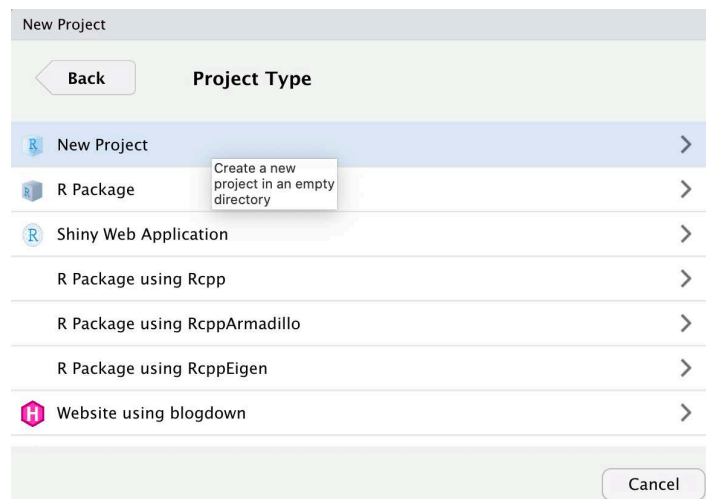 New Project
Back
Project Type
R New Project
Create a new
project in an empty
directory
R R Package
R Shiny Web Application
R Package using Rcpp
R Package using RcppArmadillo
R Package using RcppEigen
H Website using blogdown
Cancel